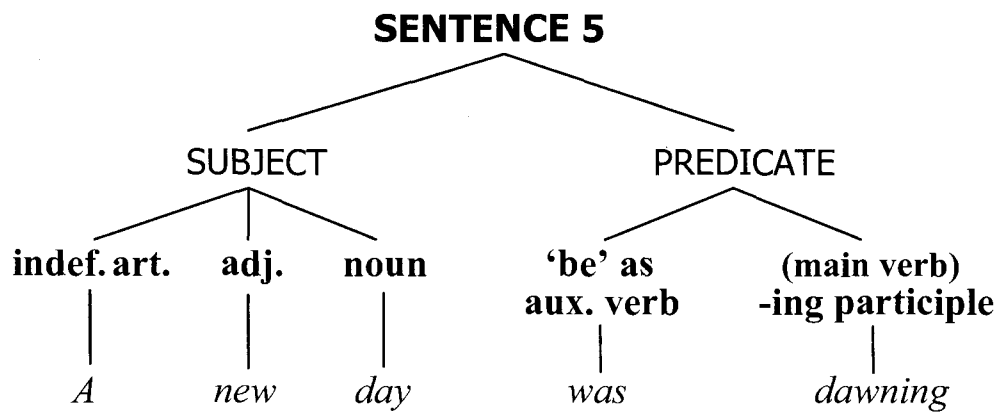 SENTENCE 5
SUBJECT PREDICATE
indef. art. adj. noun ‘be’ as (main verb)
aux. verb -ing participle
A new day was dawning